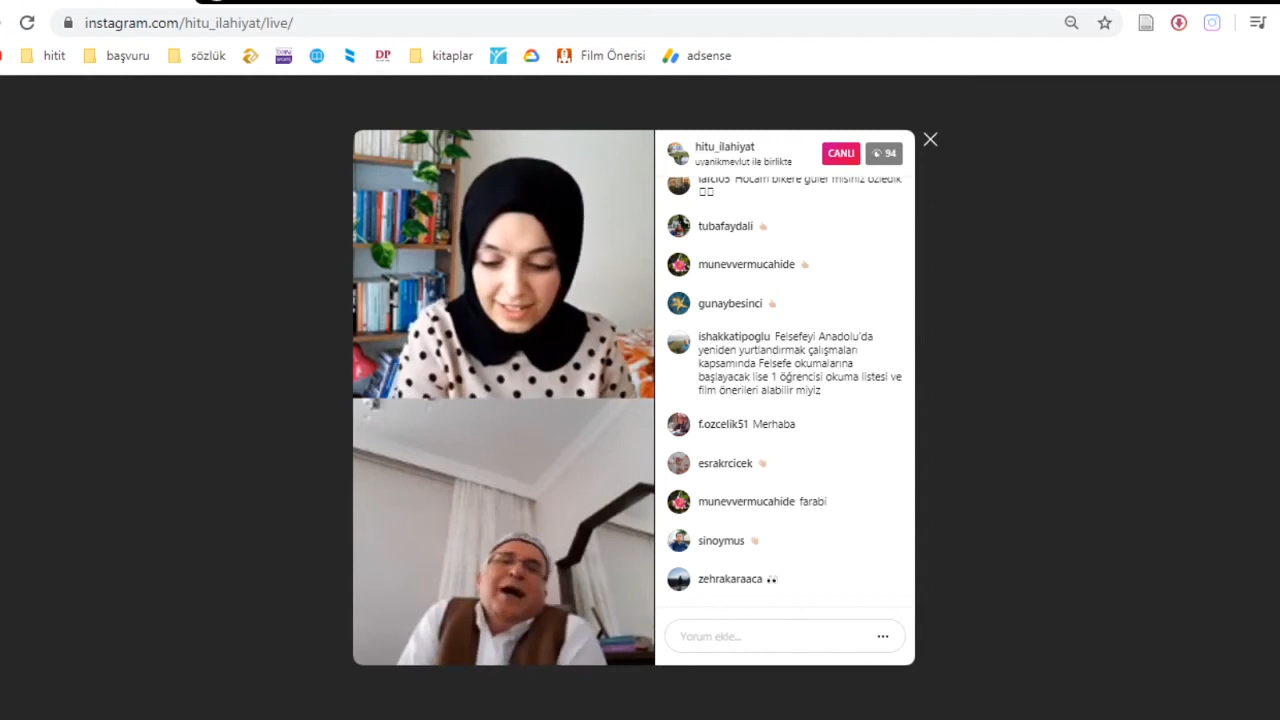 instagram.com/hitu_ilahiyat/live/
hitit
başvuru
sözlük
beIN
SPORTS
DP
kitaplar
Film Önerisi
adsense
hitu_ilahiyat
uyanikmevlut ile birlikte
CANLI
94
Hocam bikere güler misiniz özledik
tubafaydali
munevvermucahide
gunaybesinci
ishakkatipoglu Felsefeyi Anadolu'da
yeniden yurtlandırmak çalışmaları
kapsamında Felsefe okumalarına
başlayacak lise 1 öğrencisi okuma listesi ve
film önerileri alabilir miyiz
f.ozcelik51 Merhaba
esrakrcicek
munevvermucahide farabi
sinoymus
zehrakaraaca 👀
Yorum ekle...